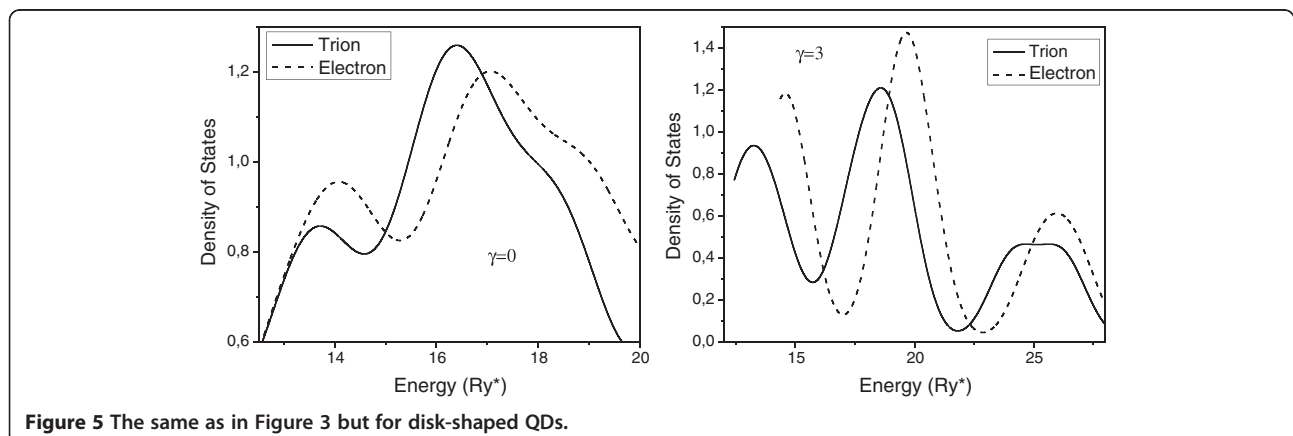 Trion
Electron
γ=0
Density of States
1,2
1,0
0,8
0,6
14
16
18
20
Energy (Ry*)
γ=3
Trion
Electron
Density of States
1,4
1,2
1,0
0,8
0,6
0,4
0,2
0,0
15
20
25
Energy (Ry*)
Figure 5 The same as in Figure 3 but for disk-shaped QDs.